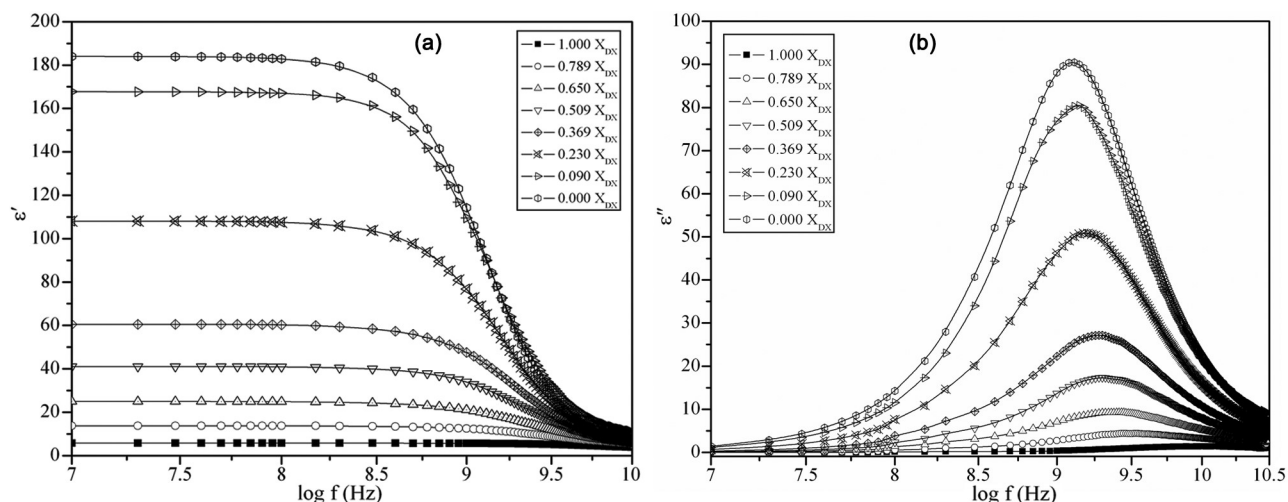 (a)
ε'
200
180
160
140
120
100
80
60
40
20
0
7
7.5
8
8.5
9
9.5
10
log f (Hz)
1.000 X_DX
0.789 X_DX
0.650 X_DX
0.509 X_DX
0.369 X_DX
0.230 X_DX
0.090 X_DX
0.000 X_DX
(b)
ε"
100
90
80
70
60
50
40
30
20
10
0
7
7.5
8
8.5
9
9.5
10
10.5
log f (Hz)
1.000 X_DX
0.789 X_DX
0.650 X_DX
0.509 X_DX
0.369 X_DX
0.230 X_DX
0.090 X_DX
0.000 X_DX